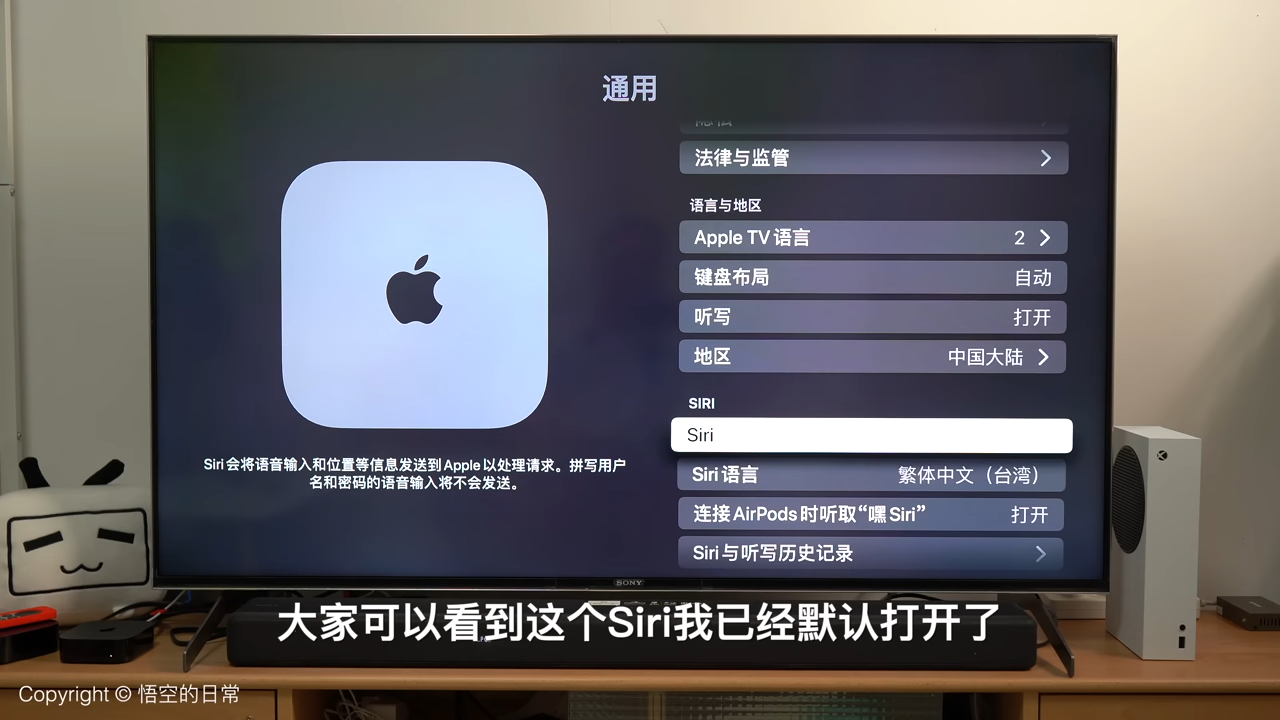 通用
法律与监管
语言与地区
Apple TV 语言 2
键盘布局 自动
听写 打开
地区 中国大陆
SIRI
Siri
Siri 语言 繁体中文（台湾）
连接 AirPods 时听取“嘿 Siri” 打开
Siri 与听写历史记录
Siri 会将语音输入和位置等信息发送到 Apple 以处理请求。拼写用户
名和密码的语音输入将不会发送。
SONY
大家可以看到这个Siri我已经默认打开了
Copyright © 悟空的日常